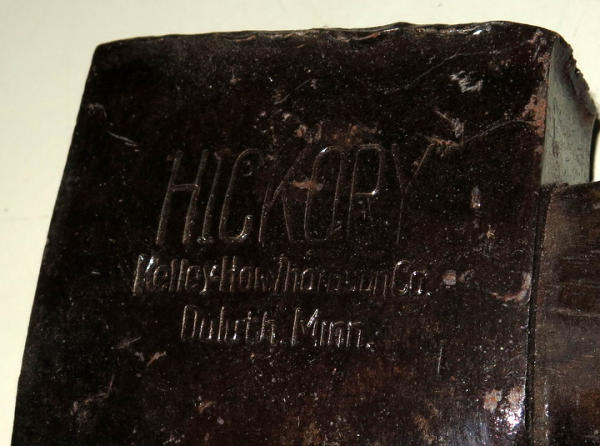 HICKORY
Kelley-How-Thomson Co.
Duluth. Minn.